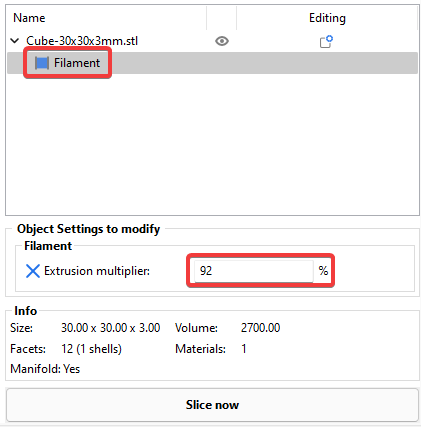 Name Editing
Cube-30x30x3mm.stl
Filament
Object Settings to modify
Filament
Extrusion multiplier: 92 %
Info
Size: 30.00 x 30.00 x 3.00 Volume: 2700.00
Facets: 12 (1 shells) Materials: 1
Manifold: Yes
Slice now